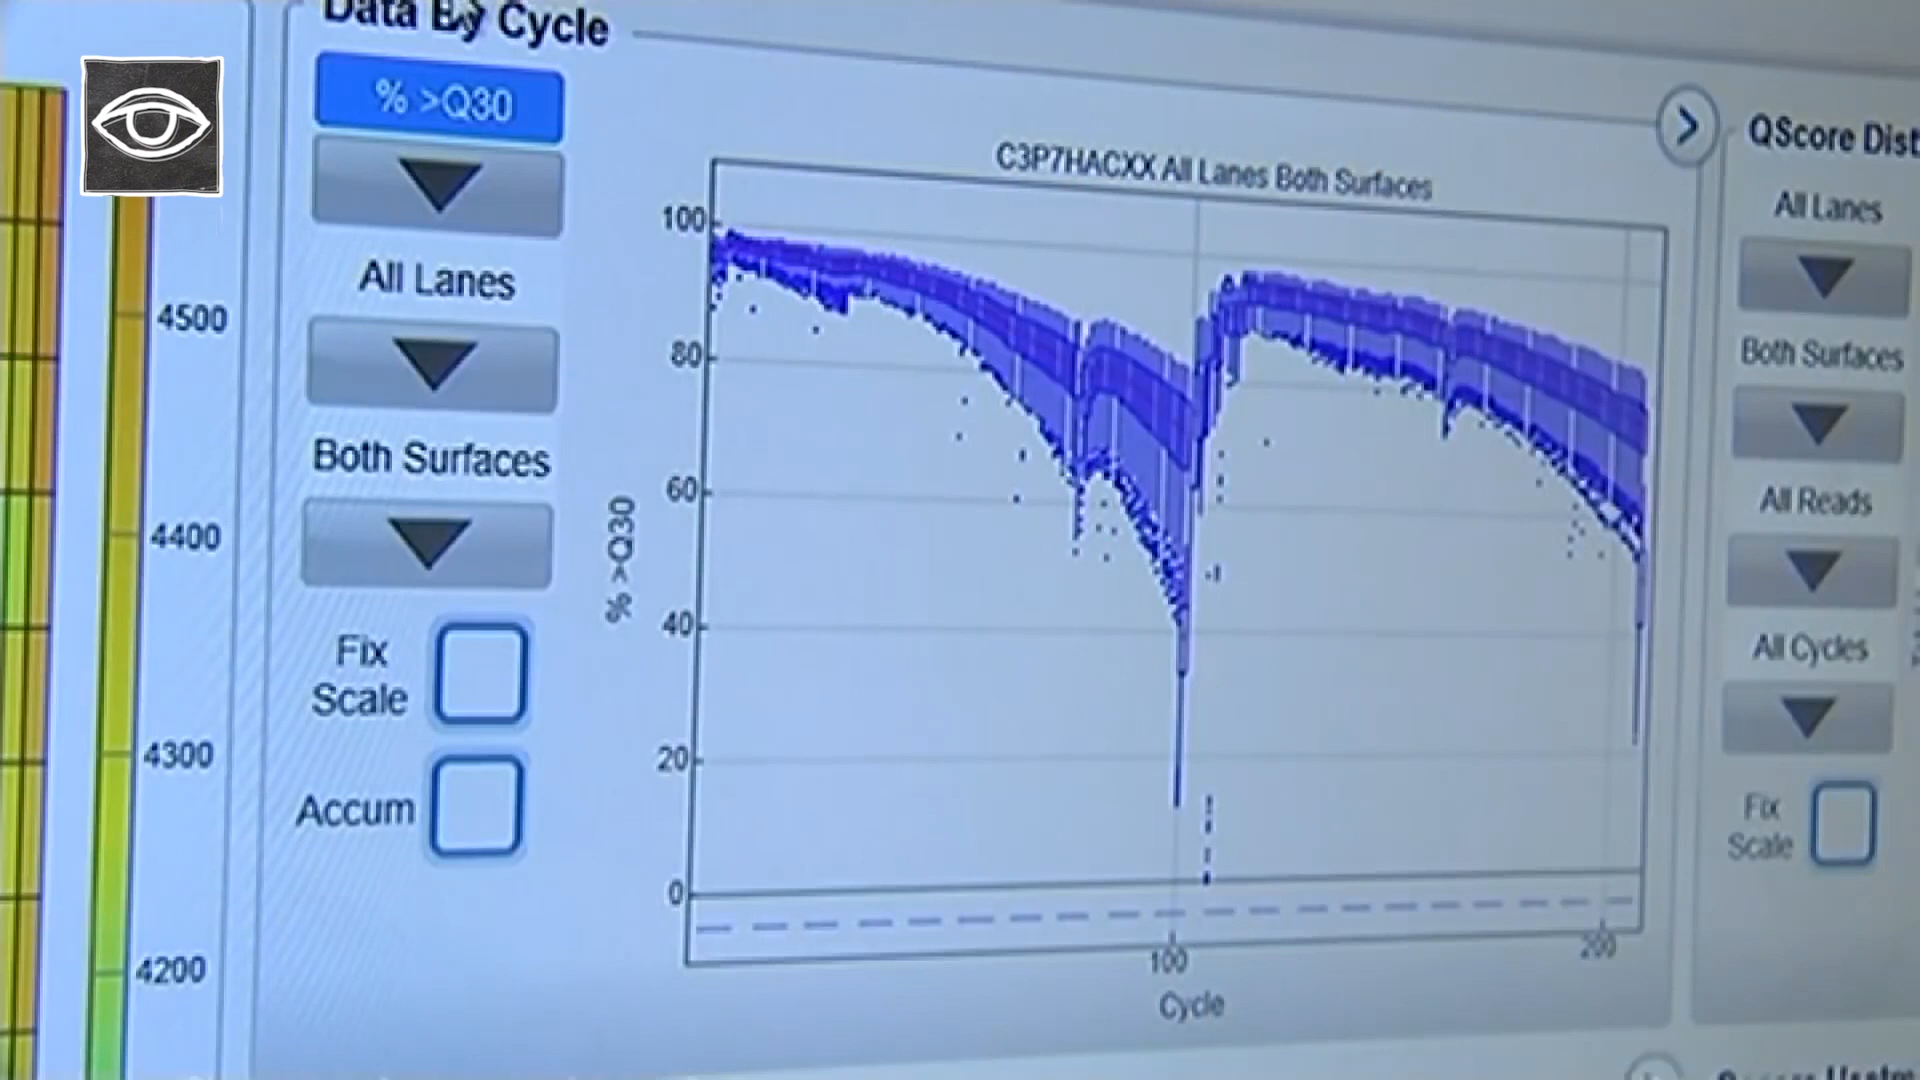 Data By Cycle
% >Q30
All Lanes
Both Surfaces
Fix
Scale
Accum
4500
4400
4300
4200
C3P7HACXX All Lanes Both Surfaces
100
80
60
40
20
0
% >Q30
100
200
Cycle
QScore Dist
All Lanes
Both Surfaces
All Reads
All Cycles
Fix
Scale